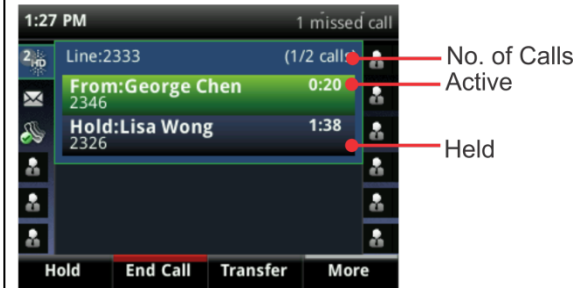 1:27 PM 1 missed call
2 HD Line:2333 (1/2 calls) No. of Calls
From:George Chen 0:20 Active
2346
Hold:Lisa Wong 1:38
2326 Held
Hold End Call Transfer More